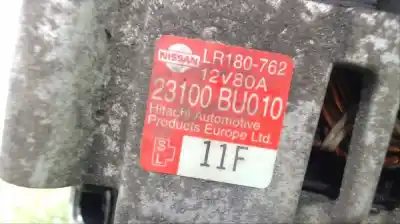 NISSAN
LR180-762
12V80A
23100 BU010
Hitachi Automotive
Products Europe Ltd.
S
L
11F